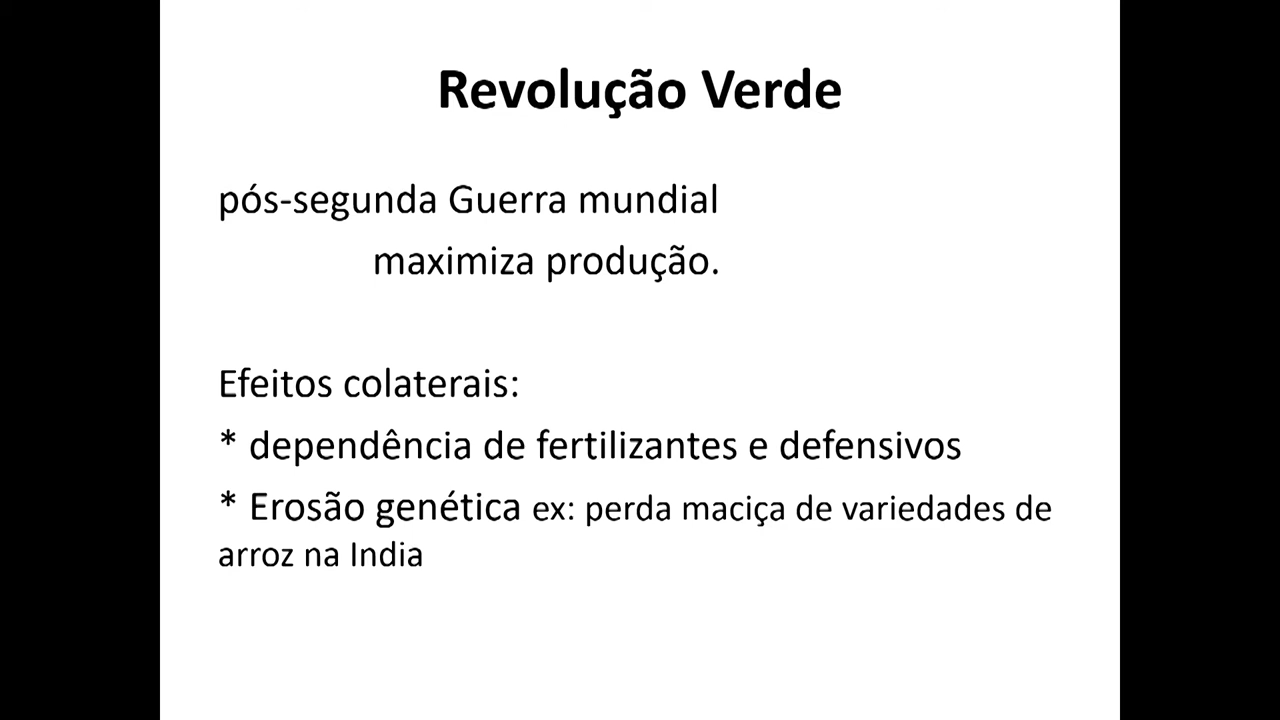 Revolução Verde
pós-segunda Guerra mundial
maximiza produção.
Efeitos colaterais:
* dependência de fertilizantes e defensivos
* Erosão genética ex: perda maciça de variedades de
arroz na India